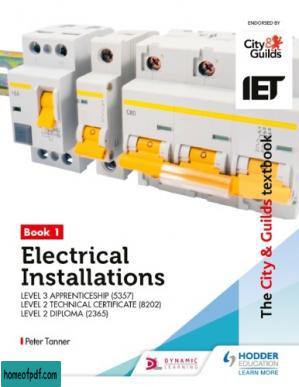 ENDORSED BY
City &
Guilds
IET
C80
The City & Guilds textbook
Book 1
Electrical
Installations
LEVEL 3 APPRENTICESHIP (5357)
LEVEL 2 TECHNICAL CERTIFICATE (8202)
LEVEL 2 DIPLOMA (2365)
Peter Tanner
DYNAMIC
LEARNING
HODDER
EDUCATION
LEARN MORE
homeofpdf.com